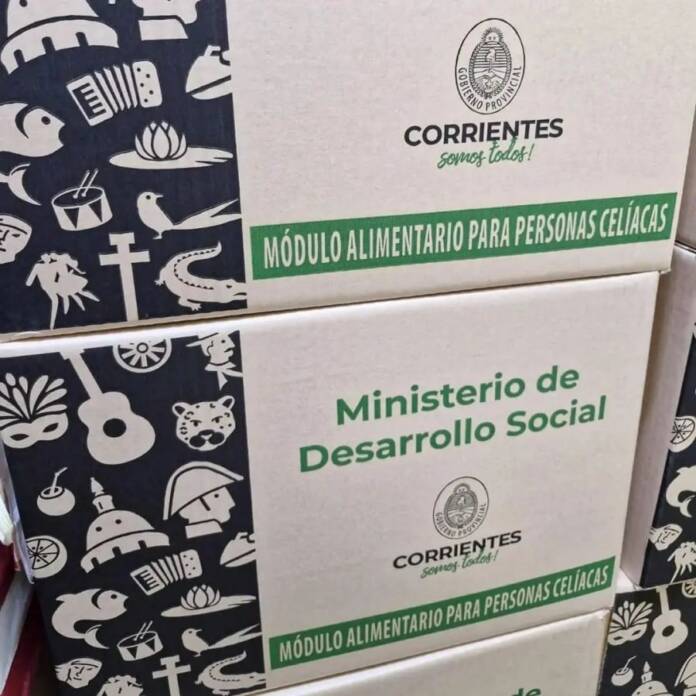 GOBIERNO PROVINCIAL
CORRIENTES
somos todos!
MÓDULO ALIMENTARIO PARA PERSONAS CELÍACAS
Ministerio de
Desarrollo Social
GOBIERNO PROVINCIAL
CORRIENTES
somos todos!
MÓDULO ALIMENTARIO PARA PERSONAS CELÍACAS
de